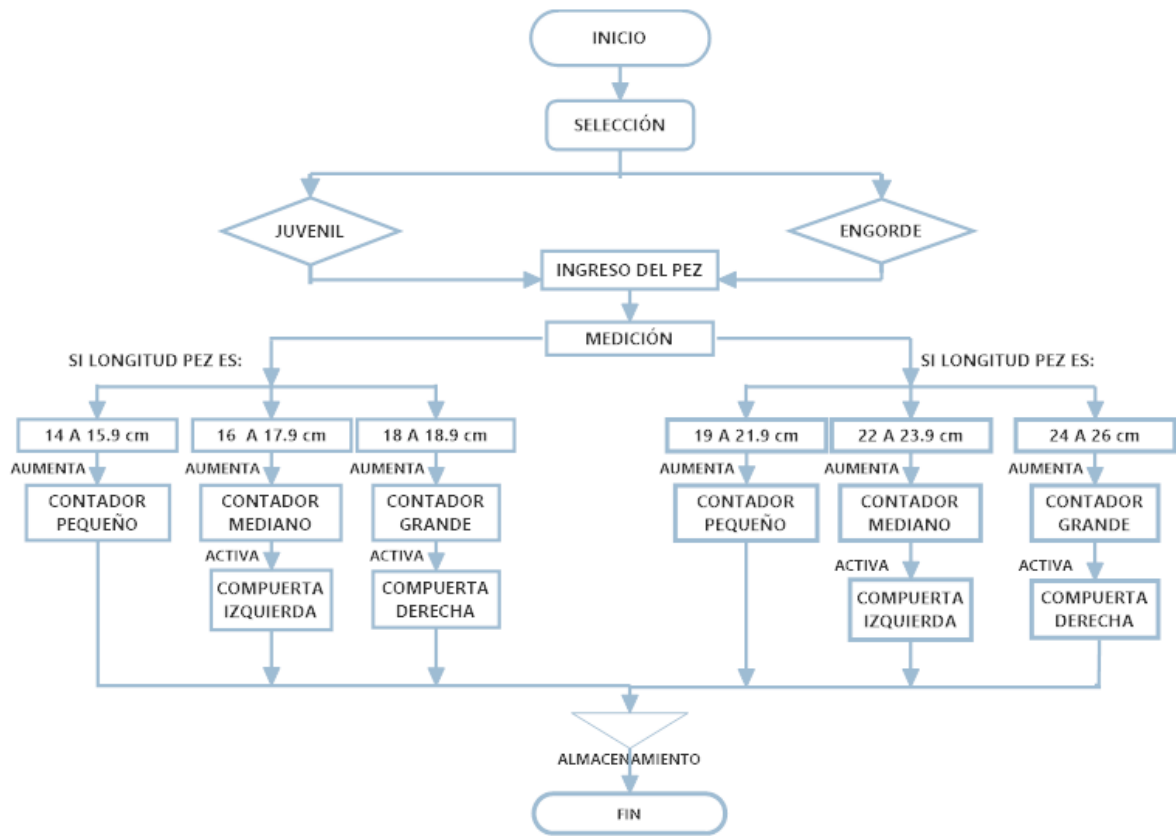 INICIO
SELECCIÓN
JUVENIL
ENGORDE
INGRESO DEL PEZ
MEDICIÓN
SI LONGITUD PEZ ES:
SI LONGITUD PEZ ES:
14 A 15.9 cm
16 A 17.9 cm
18 A 18.9 cm
19 A 21.9 cm
22 A 23.9 cm
24 A 26 cm
AUMENTA
AUMENTA
AUMENTA
AUMENTA
AUMENTA
AUMENTA
CONTADOR
PEQUEÑO
CONTADOR
MEDIANO
CONTADOR
GRANDE
CONTADOR
PEQUEÑO
CONTADOR
MEDIANO
CONTADOR
GRANDE
ACTIVA
ACTIVA
ACTIVA
ACTIVA
COMPUERTA
IZQUIERDA
COMPUERTA
DERECHA
COMPUERTA
IZQUIERDA
COMPUERTA
DERECHA
ALMACENAMIENTO
FIN